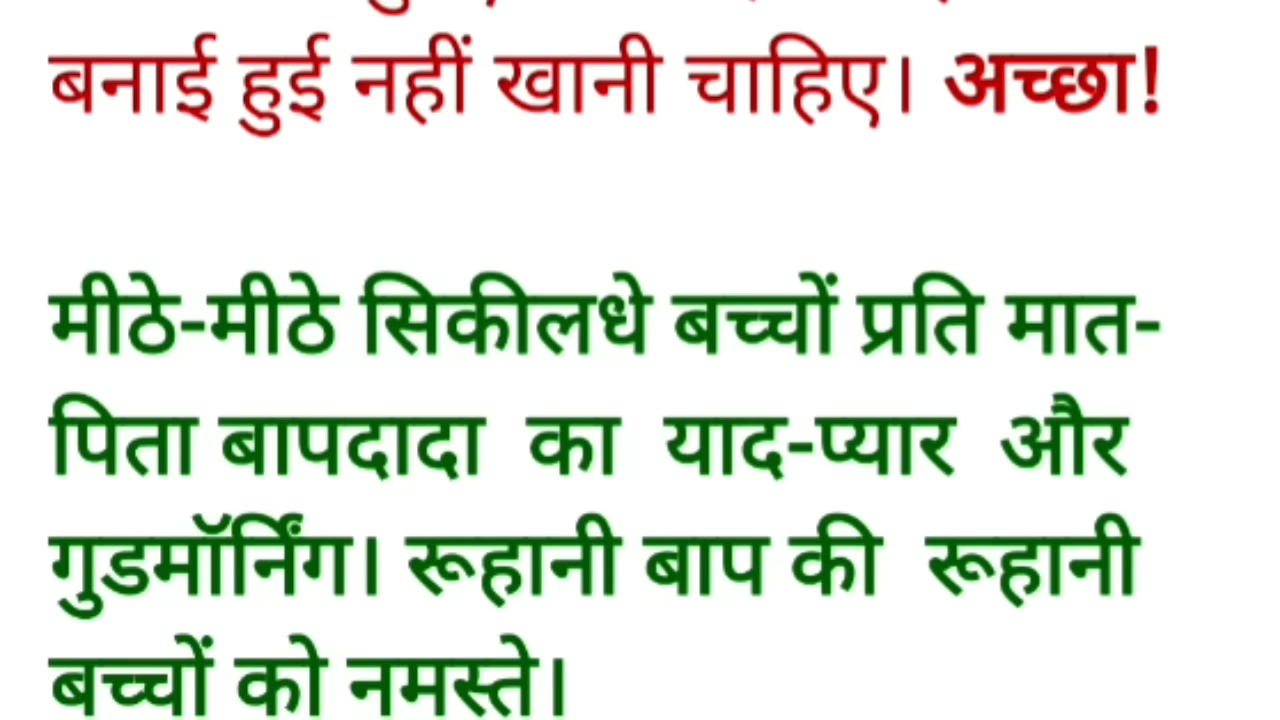 बनाई हुई नहीं खानी चाहिए। अच्छा!
मीठे-मीठे सिकीलधे बच्चों प्रति मात-
पिता बापदादा का याद-प्यार और
गुडमॉर्निंग। रूहानी बाप की रूहानी
बच्चों को नमस्ते।